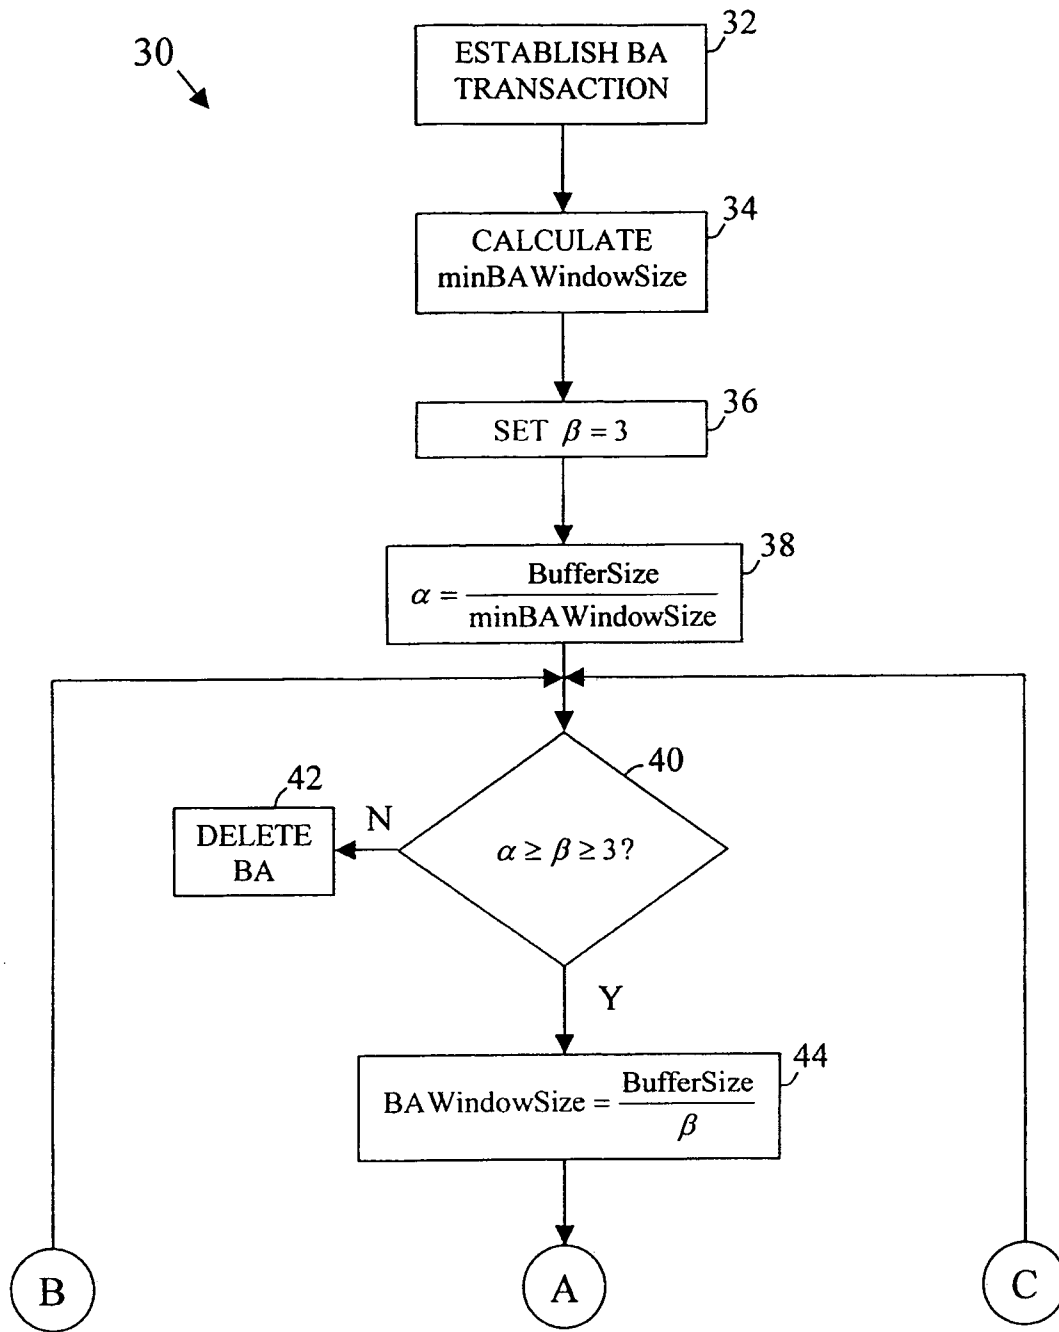 30
32
ESTABLISH BA
TRANSACTION
34
CALCULATE
minBAWindowSize
36
SET β = 3
38
α = BufferSize
minBAWindowSize
40
42
N
DELETE
BA
α ≥ β ≥ 3?
Y
44
BAWindowSize = BufferSize
β
B
A
C